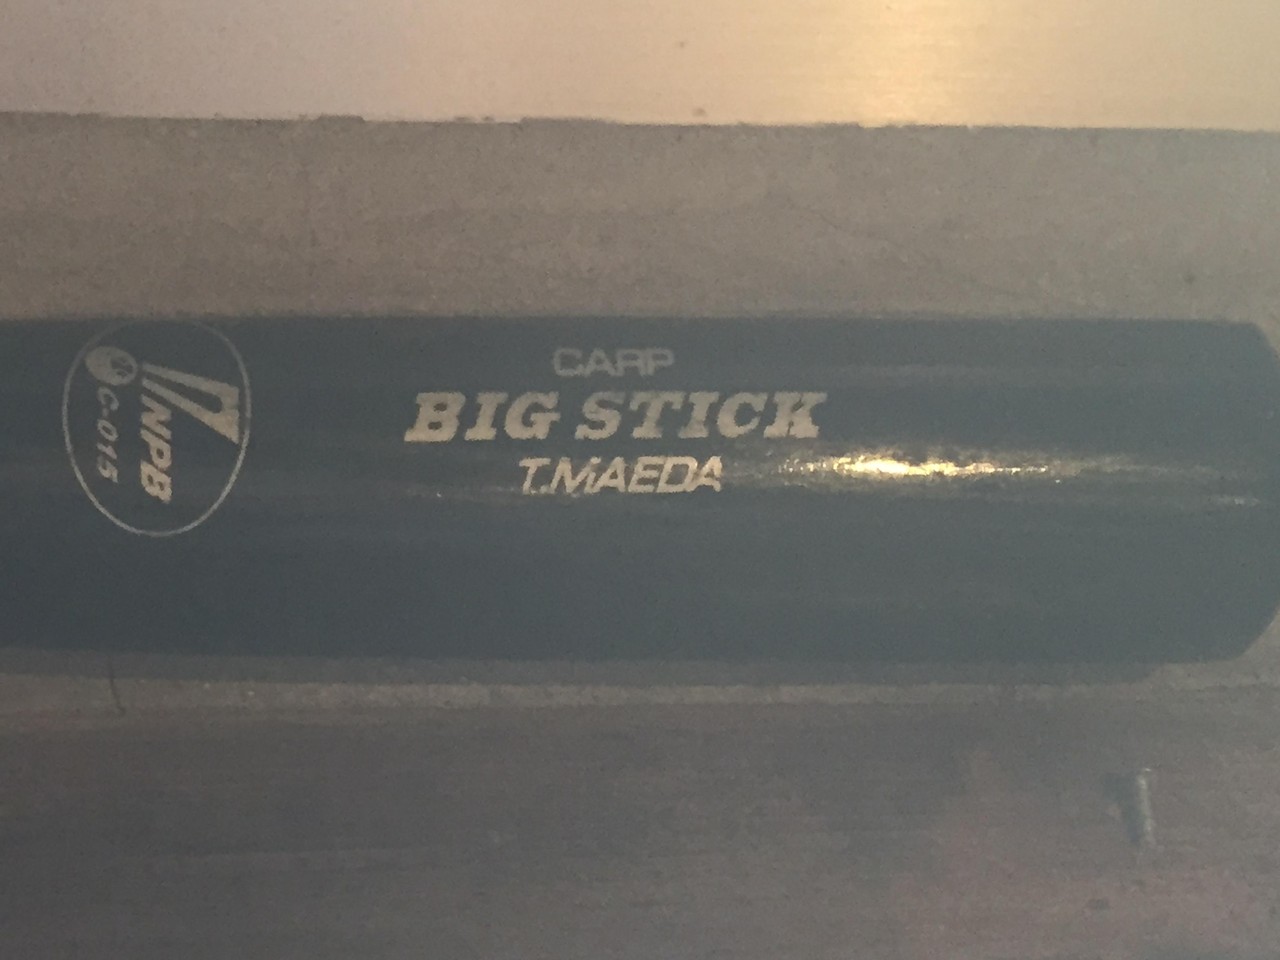 CARP
BIG STICK
T.MAEDA
NPB
C-015